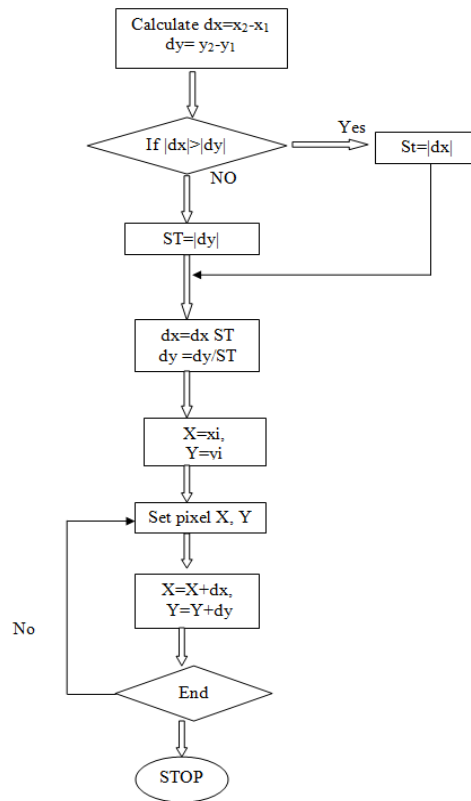 Calculate dx=x₂-x₁
dy= y₂-y₁
If |dx|>|dy|
Yes
St=|dx|
NO
ST=|dy|
dx=dx ST
dy =dy/ST
X=xi,
Y=yi
Set pixel X, Y
X=X+dx,
Y=Y+dy
No
End
STOP